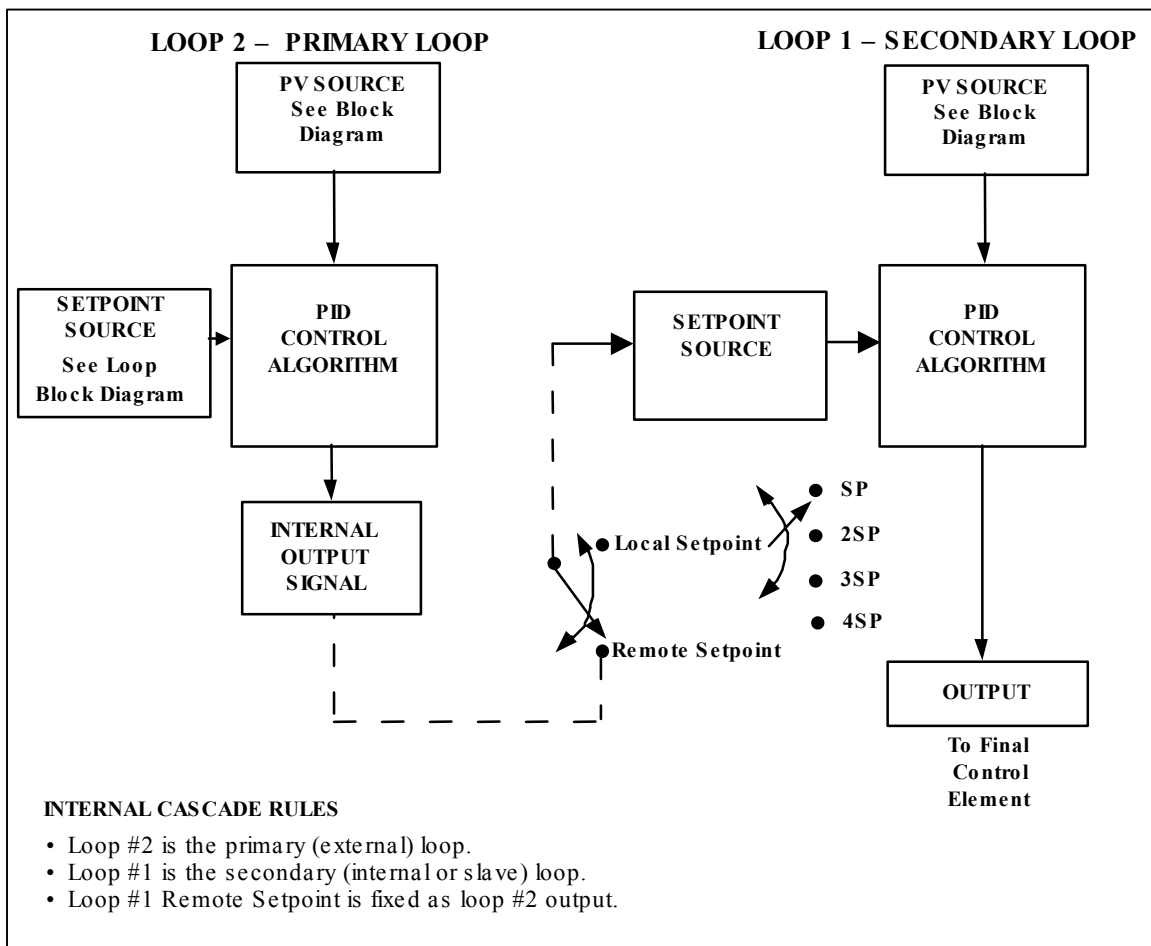 LOOP 2 – PRIMARY LOOP
LOOP 1 – SECONDARY LOOP
PV SOURCE
See Block
Diagram
PV SOURCE
See Block
Diagram
SETPOINT
SOURCE
See Loop
Block Diagram
PID
CONTROL
ALGORITHM
SETPOINT
SOURCE
PID
CONTROL
ALGORITHM
INTERNAL
OUTPUT
SIGNAL
Local Setpoint
Remote Setpoint
SP
2SP
3SP
4SP
OUTPUT
To Final
Control
Element
INTERNAL CASCADE RULES
• Loop #2 is the primary (external) loop.
• Loop #1 is the secondary (internal or slave) loop.
• Loop #1 Remote Setpoint is fixed as loop #2 output.